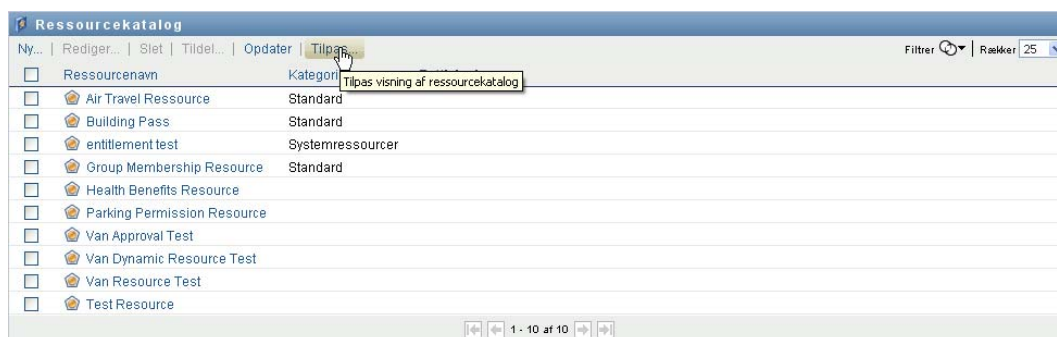 Ressourcekatalog
Ny... | Rediger... | Slet | Tildel... | Opdater | Tilpas... Filtrer | Rækker 25
Ressourcenavn Kategori
Tilpas visning af ressourcekatalog
Air Travel Ressource Standard
Building Pass Standard
entitlement test Systemressourcer
Group Membership Resource Standard
Health Benefits Resource
Parking Permission Resource
Van Approval Test
Van Dynamic Resource Test
Van Resource Test
Test Resource
1 - 10 af 10